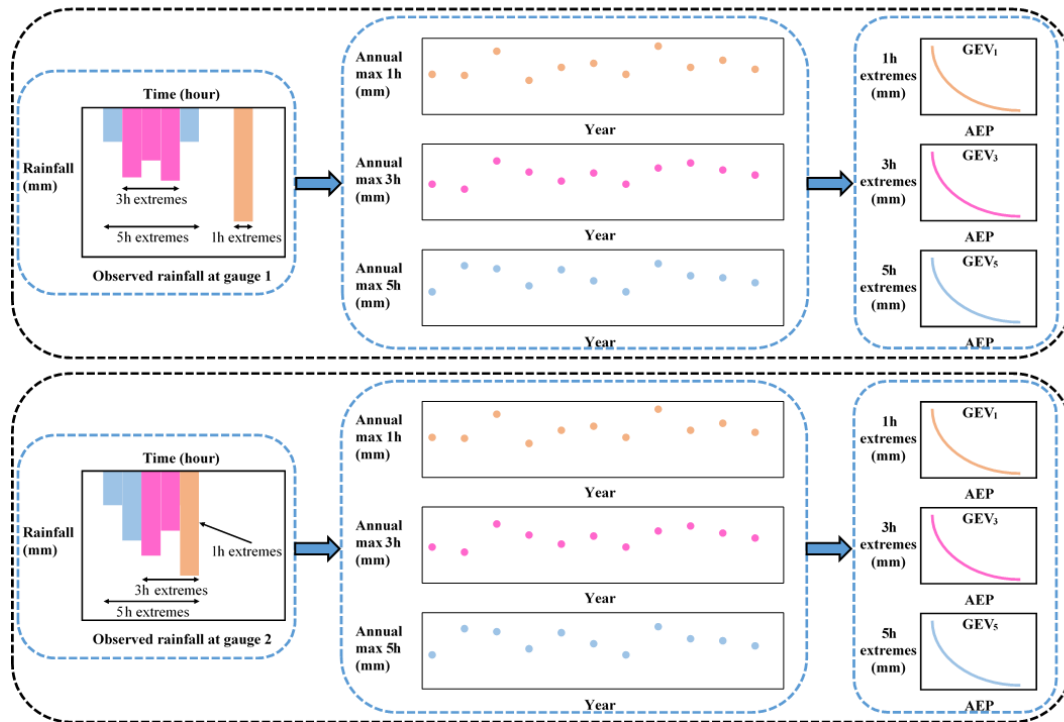 Time (hour)
Rainfall
(mm)
3h extremes
5h extremes
1h extremes
Observed rainfall at gauge 1
Annual
max 1h
(mm)
Year
Annual
max 3h
(mm)
Year
Annual
max 5h
(mm)
Year
1h
extremes
(mm)
GEV₁
AEP
3h
extremes
(mm)
GEV₃
AEP
5h
extremes
(mm)
GEV₅
AEP
Time (hour)
Rainfall
(mm)
1h extremes
3h extremes
5h extremes
Observed rainfall at gauge 2
Annual
max 1h
(mm)
Year
Annual
max 3h
(mm)
Year
Annual
max 5h
(mm)
Year
1h
extremes
(mm)
GEV₁
AEP
3h
extremes
(mm)
GEV₃
AEP
5h
extremes
(mm)
GEV₅
AEP